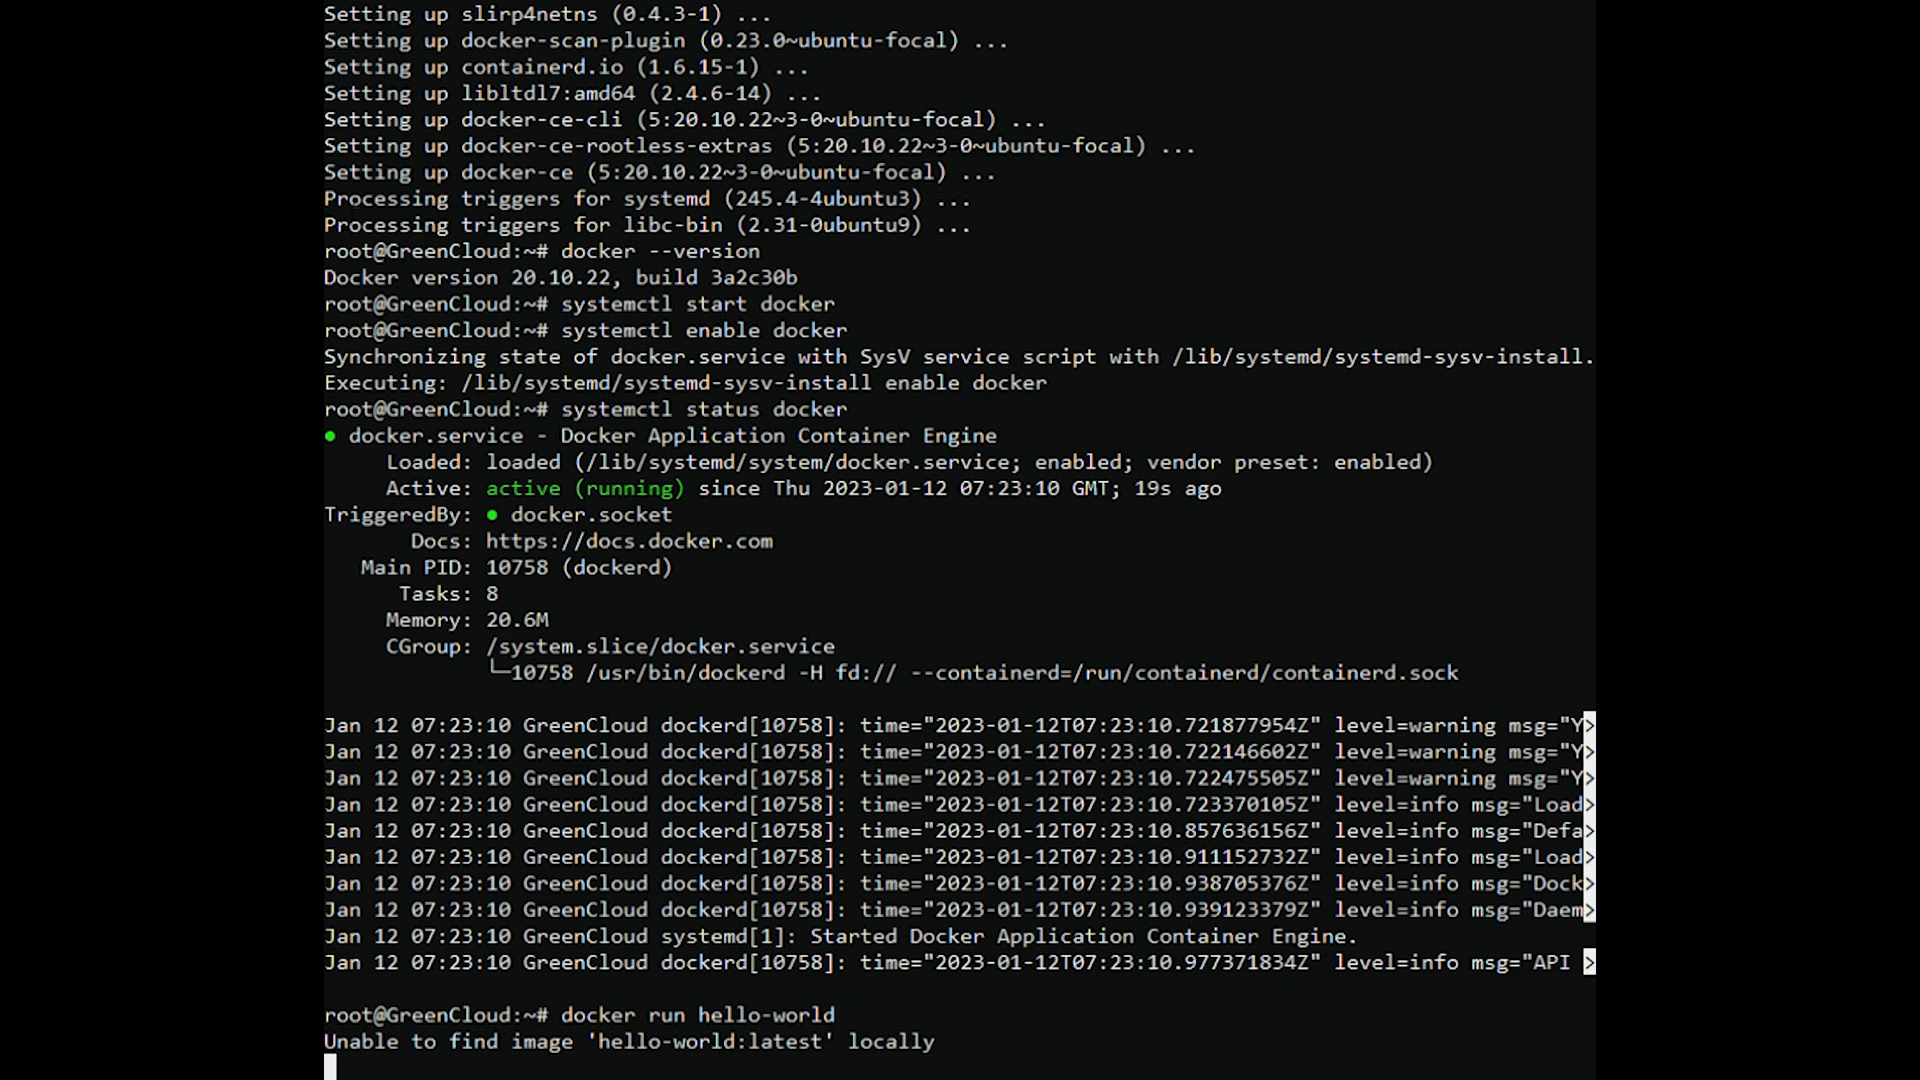 Setting up slirp4netns (0.4.3-1) ...
Setting up docker-scan-plugin (0.23.0~ubuntu-focal) ...
Setting up containerd.io (1.6.15-1) ...
Setting up libltdl7:amd64 (2.4.6-14) ...
Setting up docker-ce-cli (5:20.10.22~3-0~ubuntu-focal) ...
Setting up docker-ce-rootless-extras (5:20.10.22~3-0~ubuntu-focal) ...
Setting up docker-ce (5:20.10.22~3-0~ubuntu-focal) ...
Processing triggers for systemd (245.4-4ubuntu3) ...
Processing triggers for libc-bin (2.31-0ubuntu9) ...
root@GreenCloud:~# docker --version
Docker version 20.10.22, build 3a2c30b
root@GreenCloud:~# systemctl start docker
root@GreenCloud:~# systemctl enable docker
Synchronizing state of docker.service with SysV service script with /lib/systemd/systemd-sysv-install.
Executing: /lib/systemd/systemd-sysv-install enable docker
root@GreenCloud:~# systemctl status docker
● docker.service - Docker Application Container Engine
Loaded: loaded (/lib/systemd/system/docker.service; enabled; vendor preset: enabled)
Active: active (running) since Thu 2023-01-12 07:23:10 GMT; 19s ago
TriggeredBy: ● docker.socket
Docs: https://docs.docker.com
Main PID: 10758 (dockerd)
Tasks: 8
Memory: 20.6M
CGroup: /system.slice/docker.service
└─10758 /usr/bin/dockerd -H fd:// --containerd=/run/containerd/containerd.sock
Jan 12 07:23:10 GreenCloud dockerd[10758]: time="2023-01-12T07:23:10.721877954Z" level=warning msg="Y>
Jan 12 07:23:10 GreenCloud dockerd[10758]: time="2023-01-12T07:23:10.722146602Z" level=warning msg="Y>
Jan 12 07:23:10 GreenCloud dockerd[10758]: time="2023-01-12T07:23:10.722475505Z" level=warning msg="Y>
Jan 12 07:23:10 GreenCloud dockerd[10758]: time="2023-01-12T07:23:10.723370105Z" level=info msg="Load>
Jan 12 07:23:10 GreenCloud dockerd[10758]: time="2023-01-12T07:23:10.857636156Z" level=info msg="Defa>
Jan 12 07:23:10 GreenCloud dockerd[10758]: time="2023-01-12T07:23:10.911152732Z" level=info msg="Load>
Jan 12 07:23:10 GreenCloud dockerd[10758]: time="2023-01-12T07:23:10.938705376Z" level=info msg="Dock>
Jan 12 07:23:10 GreenCloud dockerd[10758]: time="2023-01-12T07:23:10.939123379Z" level=info msg="Daem>
Jan 12 07:23:10 GreenCloud systemd[1]: Started Docker Application Container Engine.
Jan 12 07:23:10 GreenCloud dockerd[10758]: time="2023-01-12T07:23:10.977371834Z" level=info msg="API >
root@GreenCloud:~# docker run hello-world
Unable to find image 'hello-world:latest' locally